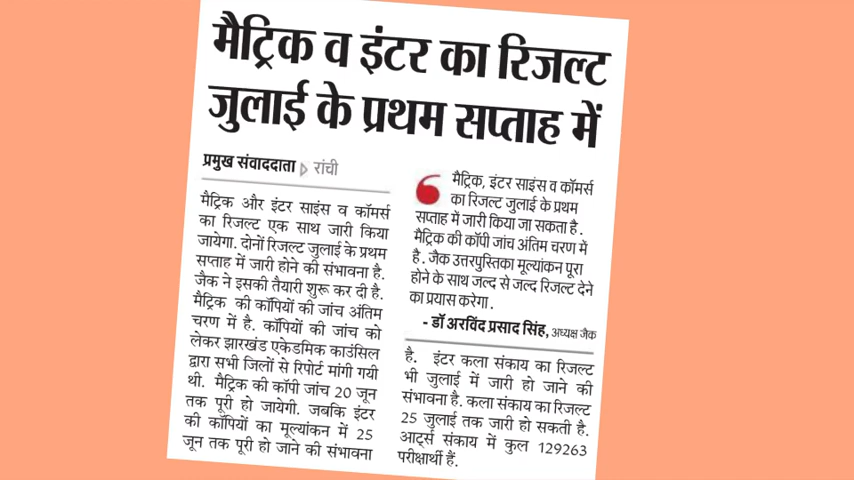 मैट्रिक व इंटर का रिजल्ट
जुलाई के प्रथम सप्ताह में
प्रमुख संवाददाता रांची
मैट्रिक और इंटर साइंस व कॉमर्स
का रिजल्ट एक साथ जारी किया
जायेगा. दोनों रिजल्ट जुलाई के प्रथम
सप्ताह में जारी होने की संभावना है.
जैक ने इसकी तैयारी शुरू कर दी है.
मैट्रिक की कॉपियों की जांच अंतिम
चरण में है. कॉपियों की जांच को
लेकर झारखंड एकेडमिक काउंसिल
द्वारा सभी जिलों से रिपोर्ट मांगी गयी
थी. मैट्रिक की कॉपी जांच 20 जून
तक पूरी हो जायेगी. जबकि इंटर
की कॉपियों का मूल्यांकन में 25
जून तक पूरी हो जाने की संभावना
मैट्रिक, इंटर साइंस व कॉमर्स
का रिजल्ट जुलाई के प्रथम
सप्ताह में जारी किया जा सकता है.
मैट्रिक की कॉपी जांच अंतिम चरण में
है. जैक उत्तरपुस्तिका मूल्यांकन पूरा
होने के साथ जल्द से जल्द रिजल्ट देने
का प्रयास करेगा.
- डॉ अरविंद प्रसाद सिंह, अध्यक्ष जैक
है. इंटर कला संकाय का रिजल्ट
भी जुलाई में जारी हो जाने की
संभावना है. कला संकाय का रिजल्ट
25 जुलाई तक जारी हो सकती है.
आर्ट्स संकाय में कुल 129263
परीक्षार्थी हैं.